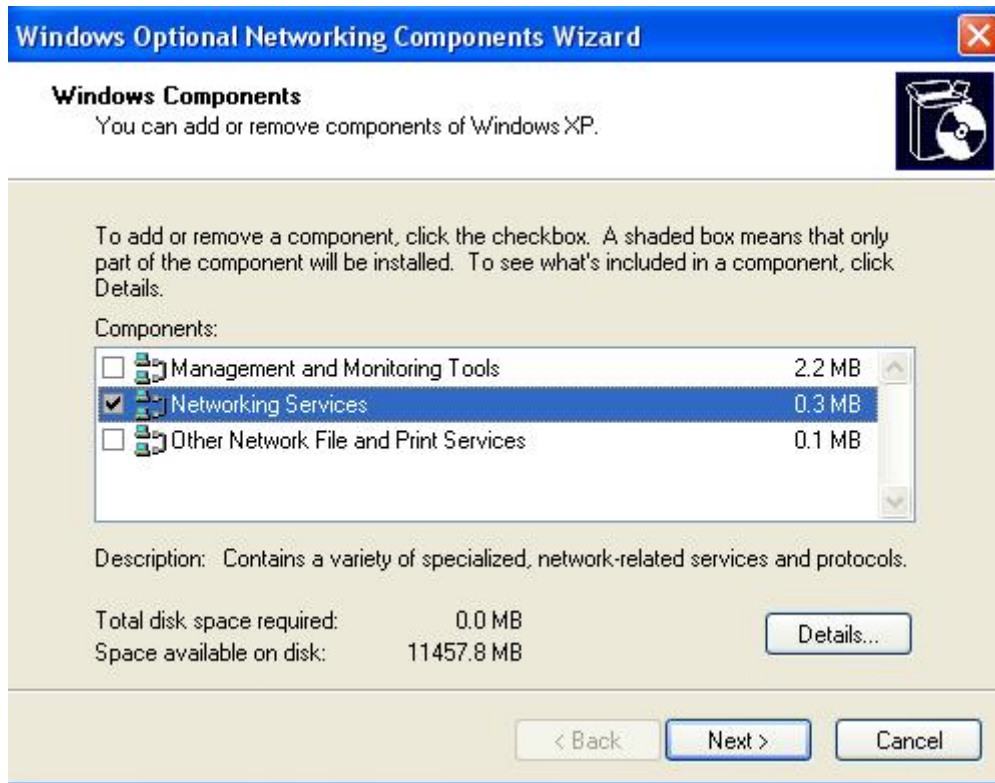 Windows Optional Networking Components Wizard
Windows Components
You can add or remove components of Windows XP.
To add or remove a component, click the checkbox. A shaded box means that only
part of the component will be installed. To see what's included in a component, click
Details.
Components:
Management and Monitoring Tools 2.2 MB
Networking Services 0.3 MB
Other Network File and Print Services 0.1 MB
Description: Contains a variety of specialized, network-related services and protocols.
Total disk space required: 0.0 MB
Space available on disk: 11457.8 MB
Details...
< Back Next > Cancel